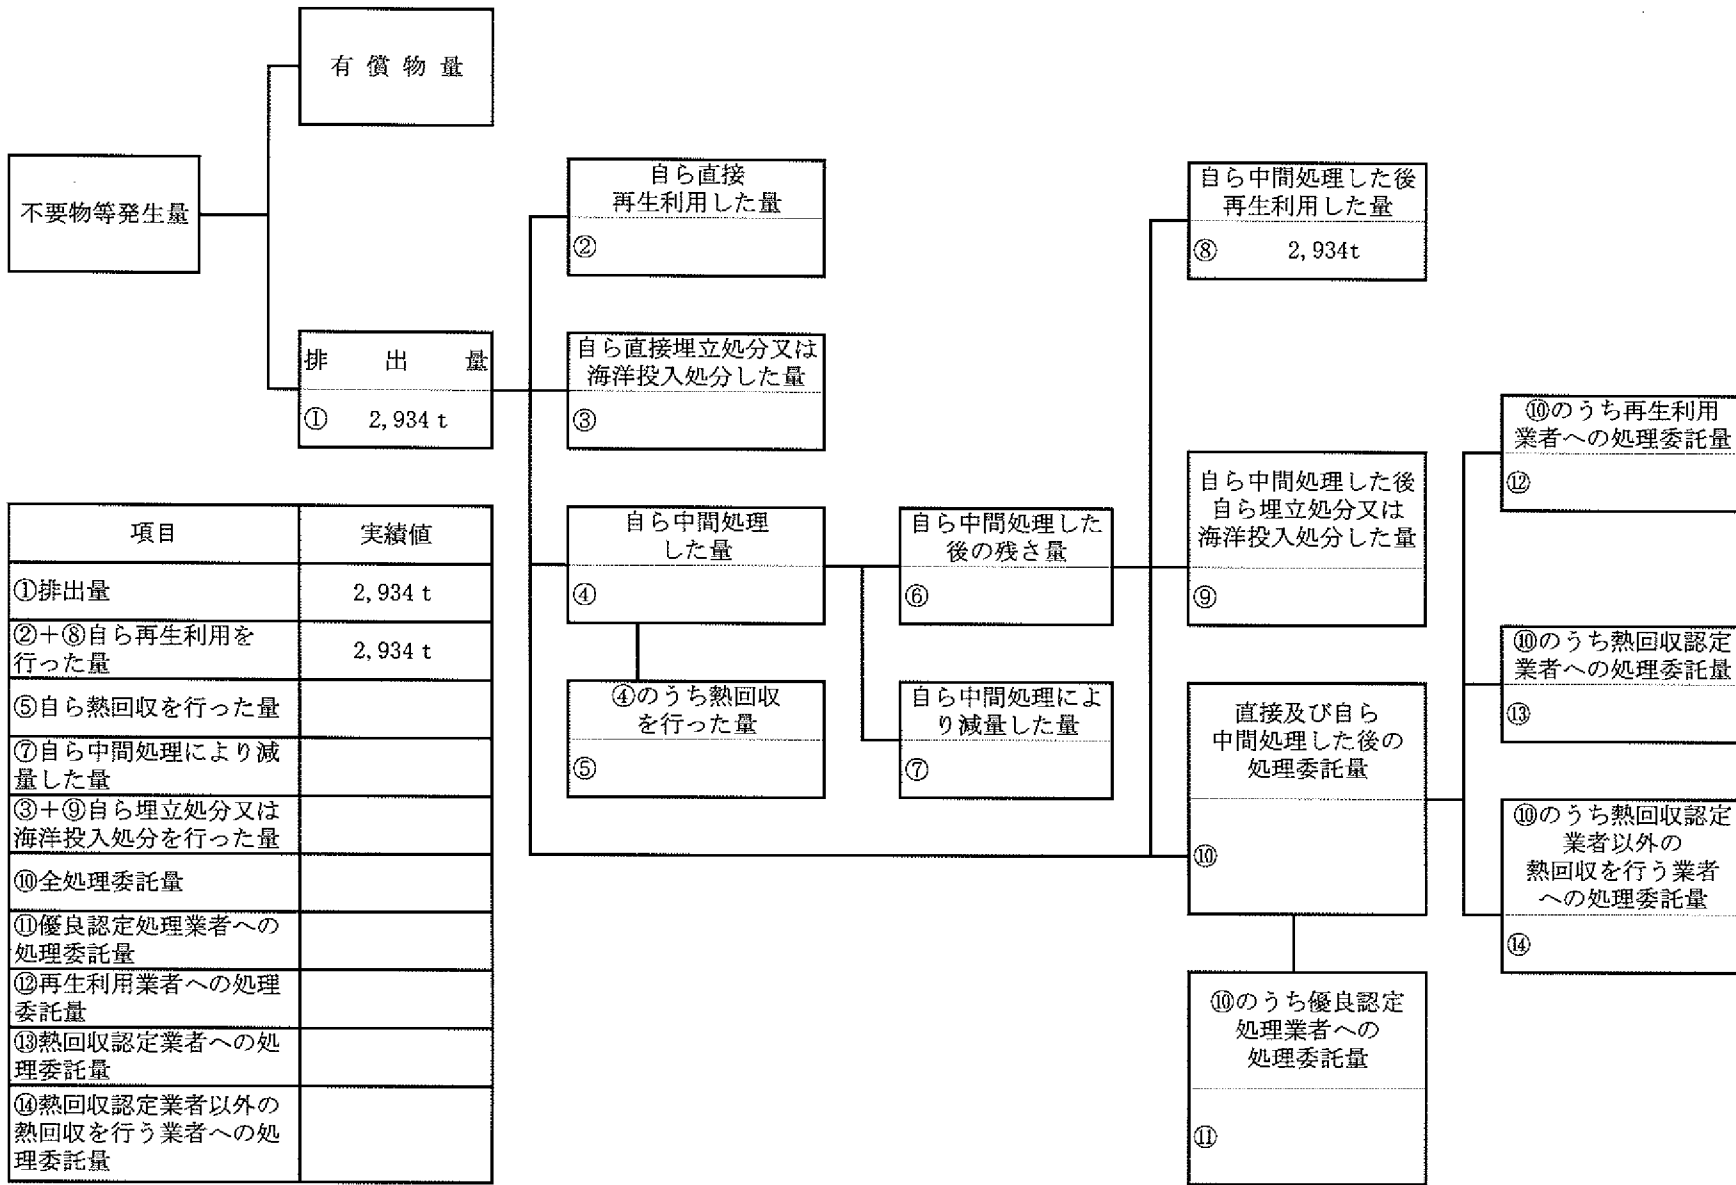 有償物量
不要物等発生量
排出量
① 2,934 t
自ら直接
再生利用した量
②
自ら直接埋立処分又は
海洋投入処分した量
③
自ら中間処理
した量
④
④のうち熱回収
を行った量
⑤
自ら中間処理した
後の残さ量
⑥
自ら中間処理によ
り減量した量
⑦
自ら中間処理した後
再生利用した量
⑧ 2,934t
自ら中間処理した後
自ら埋立処分又は
海洋投入処分した量
⑨
直接及び自ら
中間処理した後の
処理委託量
⑩
⑩のうち優良認定
処理業者への
処理委託量
⑪
⑩のうち再生利用
業者への処理委託量
⑫
⑩のうち熱回収認定
業者への処理委託量
⑬
⑩のうち熱回収認定
業者以外の
熱回収を行う業者
への処理委託量
⑭
項目 実績値
①排出量 2,934 t
②+⑧自ら再生利用を
行った量 2,934 t
⑤自ら熱回収を行った量
⑦自ら中間処理により減
量した量
③+⑨自ら埋立処分又は
海洋投入処分を行った量
⑩全処理委託量
⑪優良認定処理業者への
処理委託量
⑫再生利用業者への処理
委託量
⑬熱回収認定業者への処
理委託量
⑭熱回収認定業者以外の
熱回収を行う業者への処
理委託量